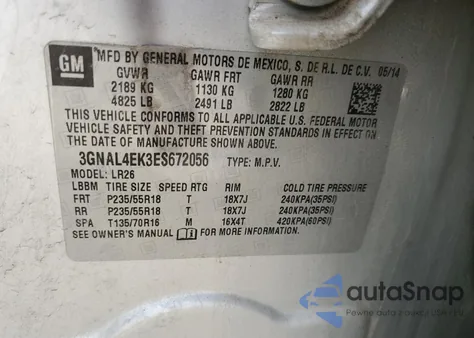 GM
MFD BY GENERAL MOTORS DE MEXICO, S. DE R.L. DE C.V. 05/14
GVWR GAWR FRT GAWR RR
2189 KG 1130 KG 1280 KG
4825 LB 2491 LB 2822 LB
THIS VEHICLE CONFORMS TO ALL APPLICABLE U.S. FEDERAL MOTOR
VEHICLE SAFETY AND THEFT PREVENTION STANDARDS IN EFFECT ON
THE DATE OF MANUFACTURE SHOWN ABOVE.
3GNAL4EK3ES672056 TYPE: M.P.V.
MODEL: LR26
LBBM TIRE SIZE SPEED RTG RIM COLD TIRE PRESSURE
FRT P235/55R18 T 18X7J 240KPA(35PSI)
RR P235/55R18 T 18X7J 240KPA(35PSI)
SPA T135/70R16 M 16X4T 420KPA(60PSI)
SEE OWNER'S MANUAL FOR MORE INFORMATION
autoSnap
Pewne auta z